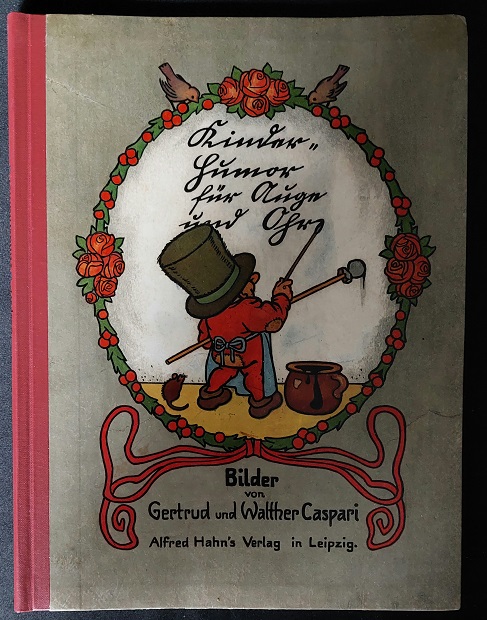 Kinder-
Humor
für Auge
und Ohr
Bilder
von
Gertrud und Walther Caspari
Alfred Hahn's Verlag in Leipzig.